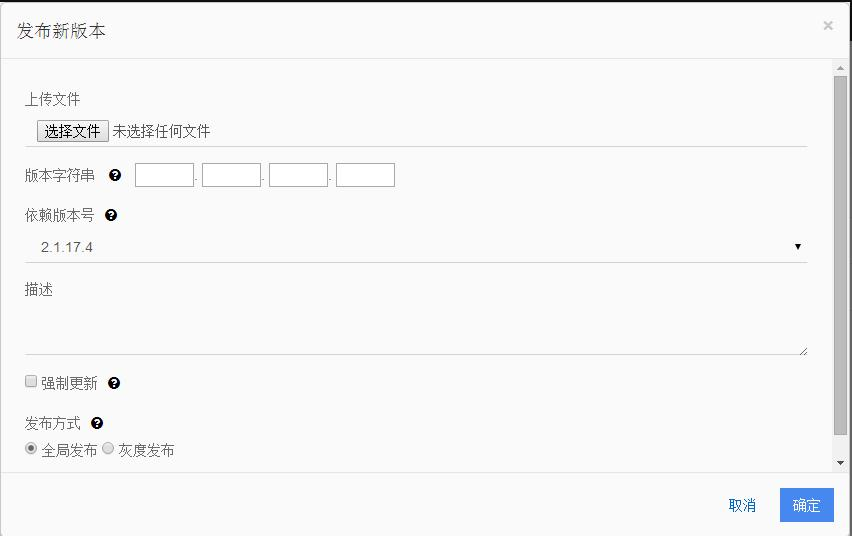 发布新版本 ×
上传文件
选择文件 未选择任何文件
版本字符串 ? . . .
依赖版本号 ?
2.1.17.4
描述
强制更新 ?
发布方式 ?
全局发布 灰度发布
取消 确定